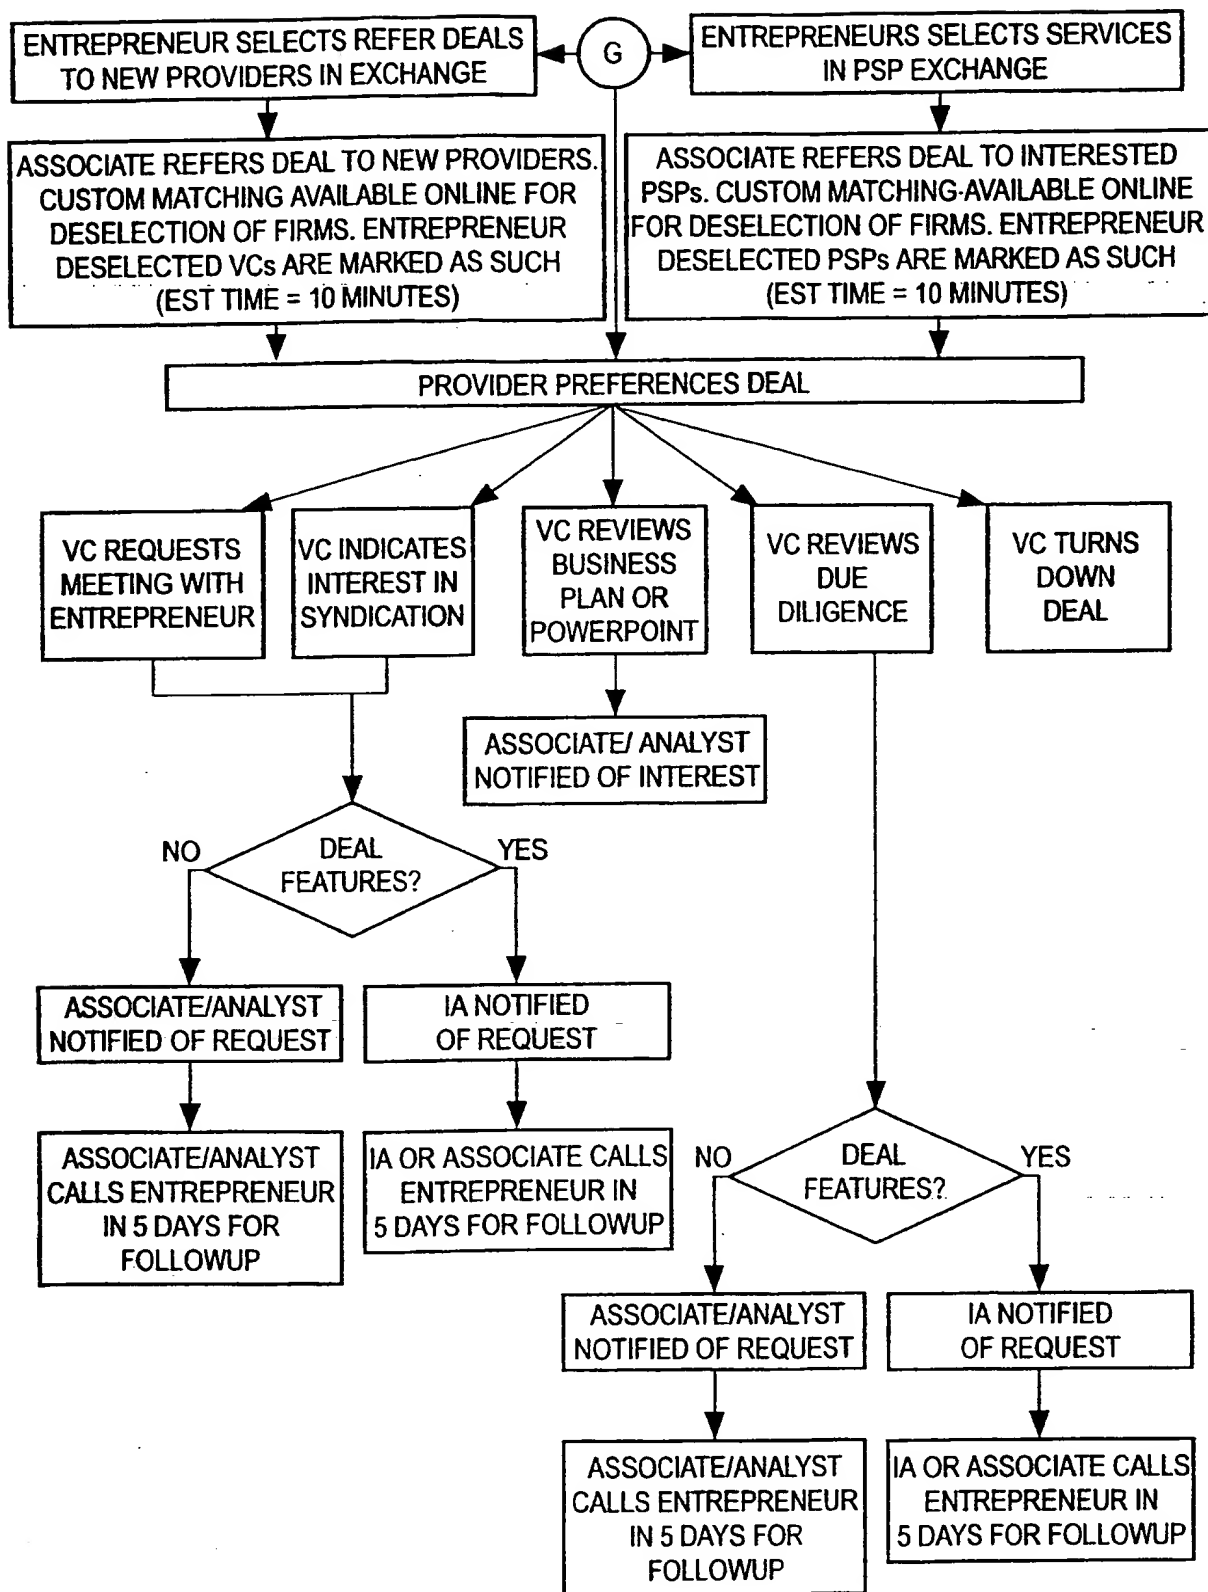 ENTREPRENEUR SELECTS REFER DEALS
TO NEW PROVIDERS IN EXCHANGE
G
ENTREPRENEURS SELECTS SERVICES
IN PSP EXCHANGE
ASSOCIATE REFERS DEAL TO NEW PROVIDERS.
CUSTOM MATCHING AVAILABLE ONLINE FOR
DESELECTION OF FIRMS. ENTREPRENEUR
DESELECTED VCs ARE MARKED AS SUCH
(EST TIME = 10 MINUTES)
ASSOCIATE REFERS DEAL TO INTERESTED
PSPs. CUSTOM MATCHING-AVAILABLE ONLINE
FOR DESELECTION OF FIRMS. ENTREPRENEUR
DESELECTED PSPs ARE MARKED AS SUCH
(EST TIME = 10 MINUTES)
PROVIDER PREFERENCES DEAL
VC REQUESTS
MEETING WITH
ENTREPRENEUR
VC INDICATES
INTEREST IN
SYNDICATION
VC REVIEWS
BUSINESS
PLAN OR
POWERPOINT
VC REVIEWS
DUE
DILIGENCE
VC TURNS
DOWN
DEAL
ASSOCIATE/ ANALYST
NOTIFIED OF INTEREST
NO
DEAL
FEATURES?
YES
ASSOCIATE/ANALYST
NOTIFIED OF REQUEST
IA NOTIFIED
OF REQUEST
ASSOCIATE/ANALYST
CALLS ENTREPRENEUR
IN 5 DAYS FOR
FOLLOWUP
IA OR ASSOCIATE CALLS
ENTREPRENEUR IN
5 DAYS FOR FOLLOWUP
NO
DEAL
FEATURES?
YES
ASSOCIATE/ANALYST
NOTIFIED OF REQUEST
IA NOTIFIED
OF REQUEST
ASSOCIATE/ANALYST
CALLS ENTREPRENEUR
IN 5 DAYS FOR
FOLLOWUP
IA OR ASSOCIATE CALLS
ENTREPRENEUR IN
5 DAYS FOR FOLLOWUP